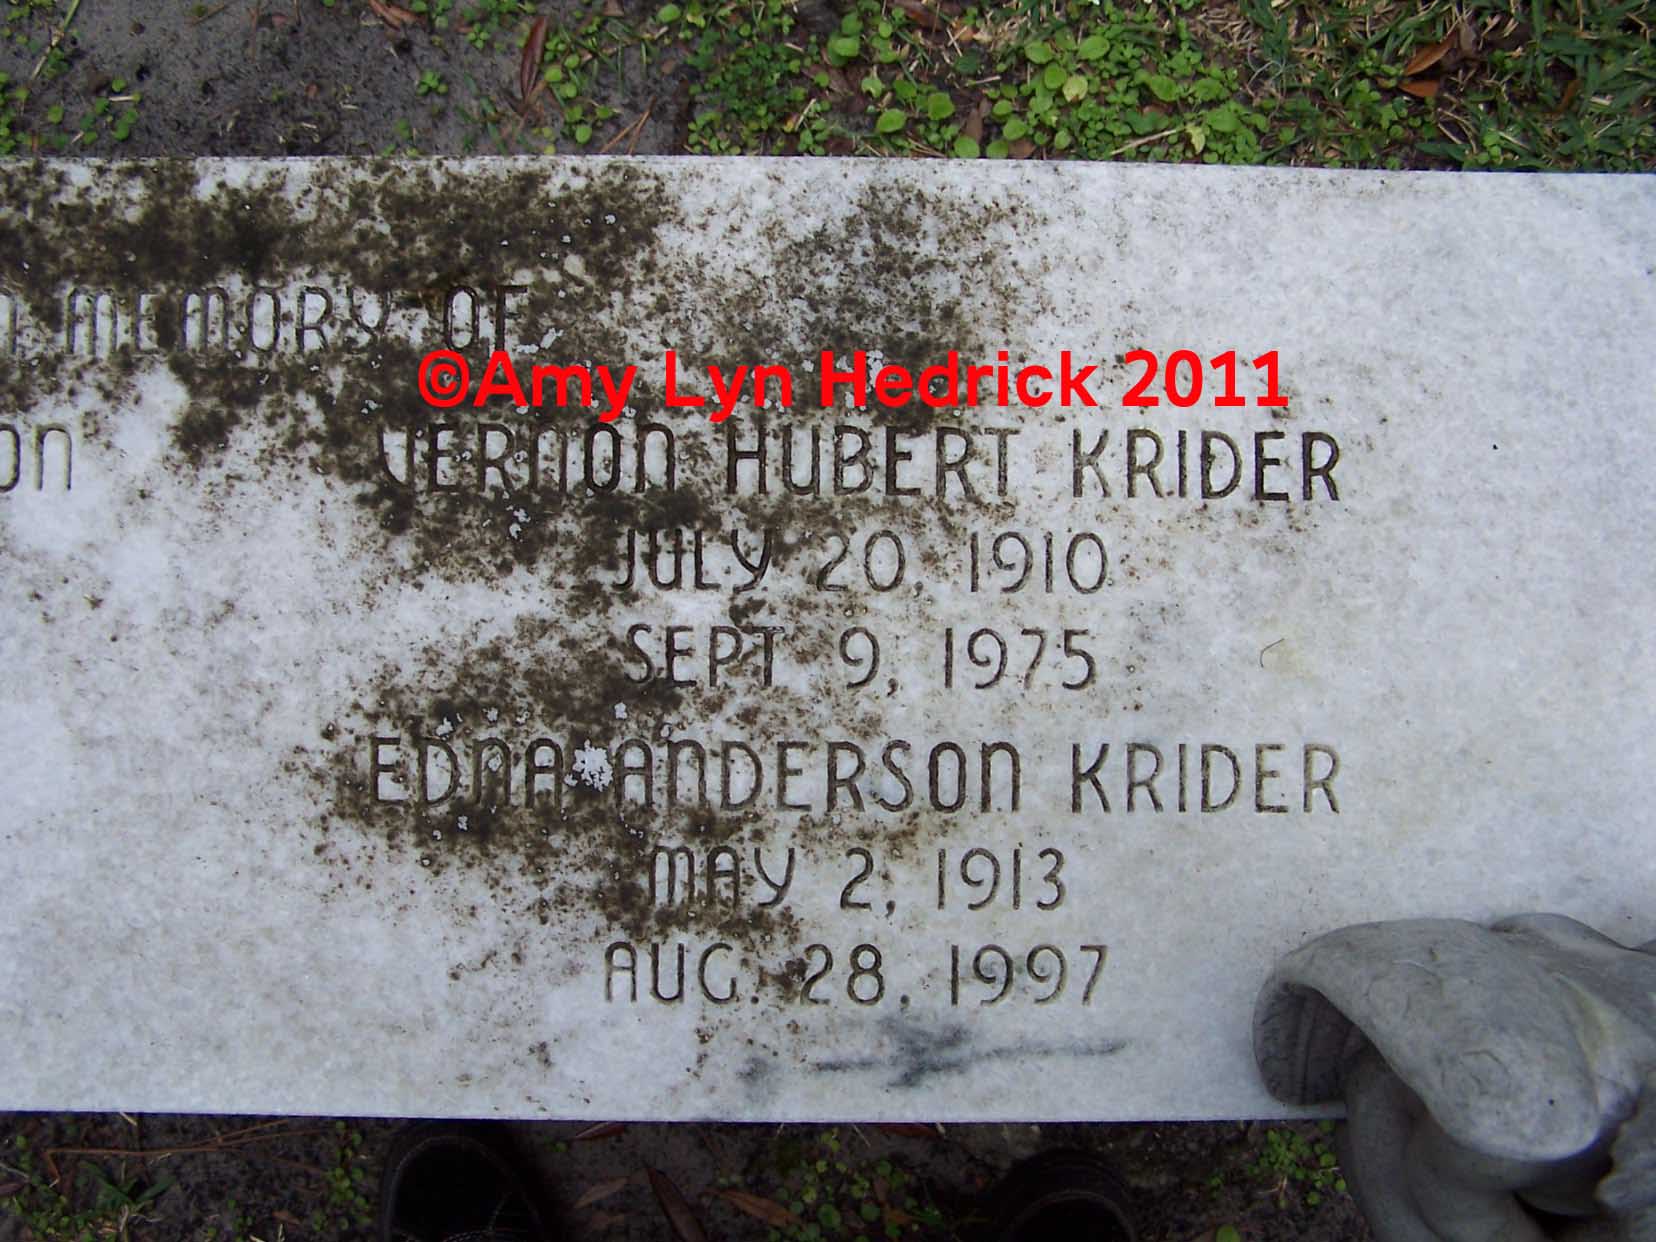 MEMORY OF
©Amy Lyn Hedrick 2011
VERNON HUBERT KRIDER
JULY 20, 1910
SEPT 9, 1975
EDNA ANDERSON KRIDER
MAY 2, 1913
AUG. 28, 1997